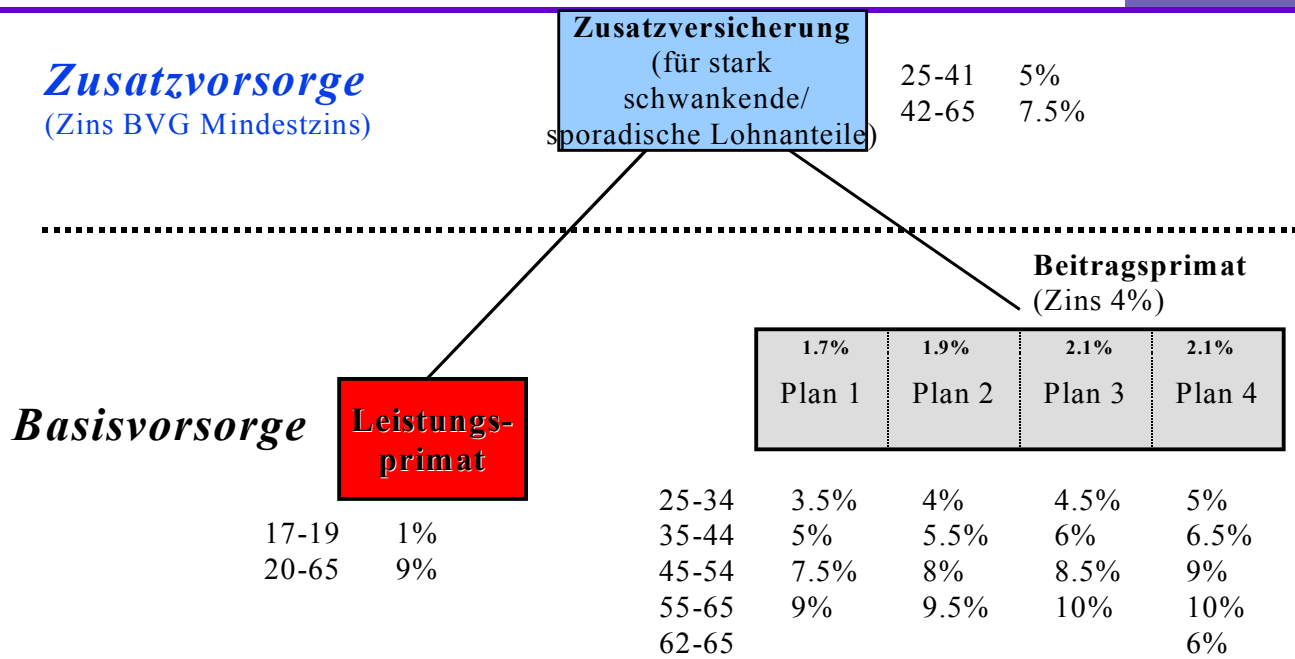 Zusatzversicherung
(für stark
schwankende/
sporadische Lohnanteile)
Zusatzvorsorge
(Zins BVG Mindestzins)
25-41 5%
42-65 7.5%
Beitragsprimat
(Zins 4%)
1.7% 1.9% 2.1% 2.1%
Plan 1 Plan 2 Plan 3 Plan 4
Basisvorsorge
Leistungs-
primat
17-19 1%
20-65 9%
25-34 3.5% 4% 4.5% 5%
35-44 5% 5.5% 6% 6.5%
45-54 7.5% 8% 8.5% 9%
55-65 9% 9.5% 10% 10%
62-65 6%